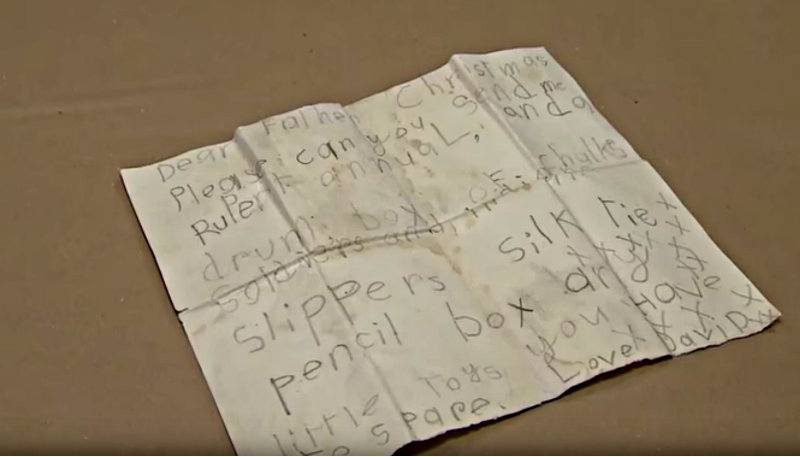 Dear Father Christmas
Please can you send me
Rupert annual, and a
drum box of chalks
Soldiers and indians
slippers silk tie x
pencil box any
little Toys you Have
to spare. Love David